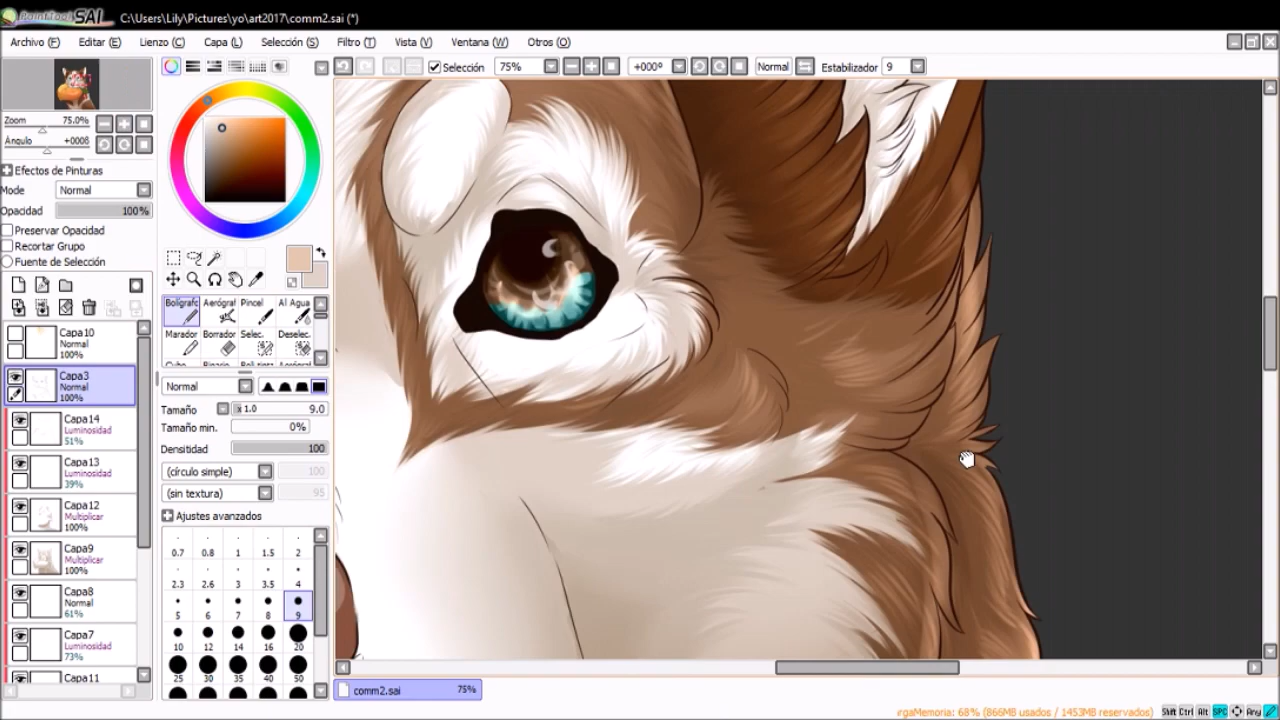 PaintTool SAI C:\Users\Lily\Pictures\yo\art2017\comm2.sai (*)
Archivo (F) Editar (E) Lienzo (C) Capa (L) Selección (S) Filtro (T) Vista (V) Ventana (W) Otros (O)
Selección 75% +000º Normal Estabilizador 9
Zoom 75.0%
Ángulo
Efectos de Pinturas
Mode Normal
Opacidad 100%
Preservar Opacidad
Recortar Grupo
Fuente de Selección
Capa10
Normal
100%
Capa3
Normal
100%
Capa14
Luminosidad
51%
Capa13
Luminosidad
39%
Capa12
Multiplicar
100%
Capa9
Multiplicar
100%
Capa8
Normal
61%
Capa7
Luminosidad
73%
Capa11
Bolígrafo Aerógraf Pincel Al Agua
Marador Borrador Selec. Deselec.
Normal
Tamaño x 1.0 9.0
Tamaño min. 0%
Densitidad 100
(círculo simple) 100
(sin textura) 95
Ajustes avanzados
0.7 0.8 1 1.5 2
2.3 2.6 3 3.5 4
5 6 7 8 9
10 12 14 16 20
25 30 35 40 50
comm2.sai 75%
rgaMemoria: 68% (866MB usados / 1453MB reservados) Shift Ctrl Alt SPC Any